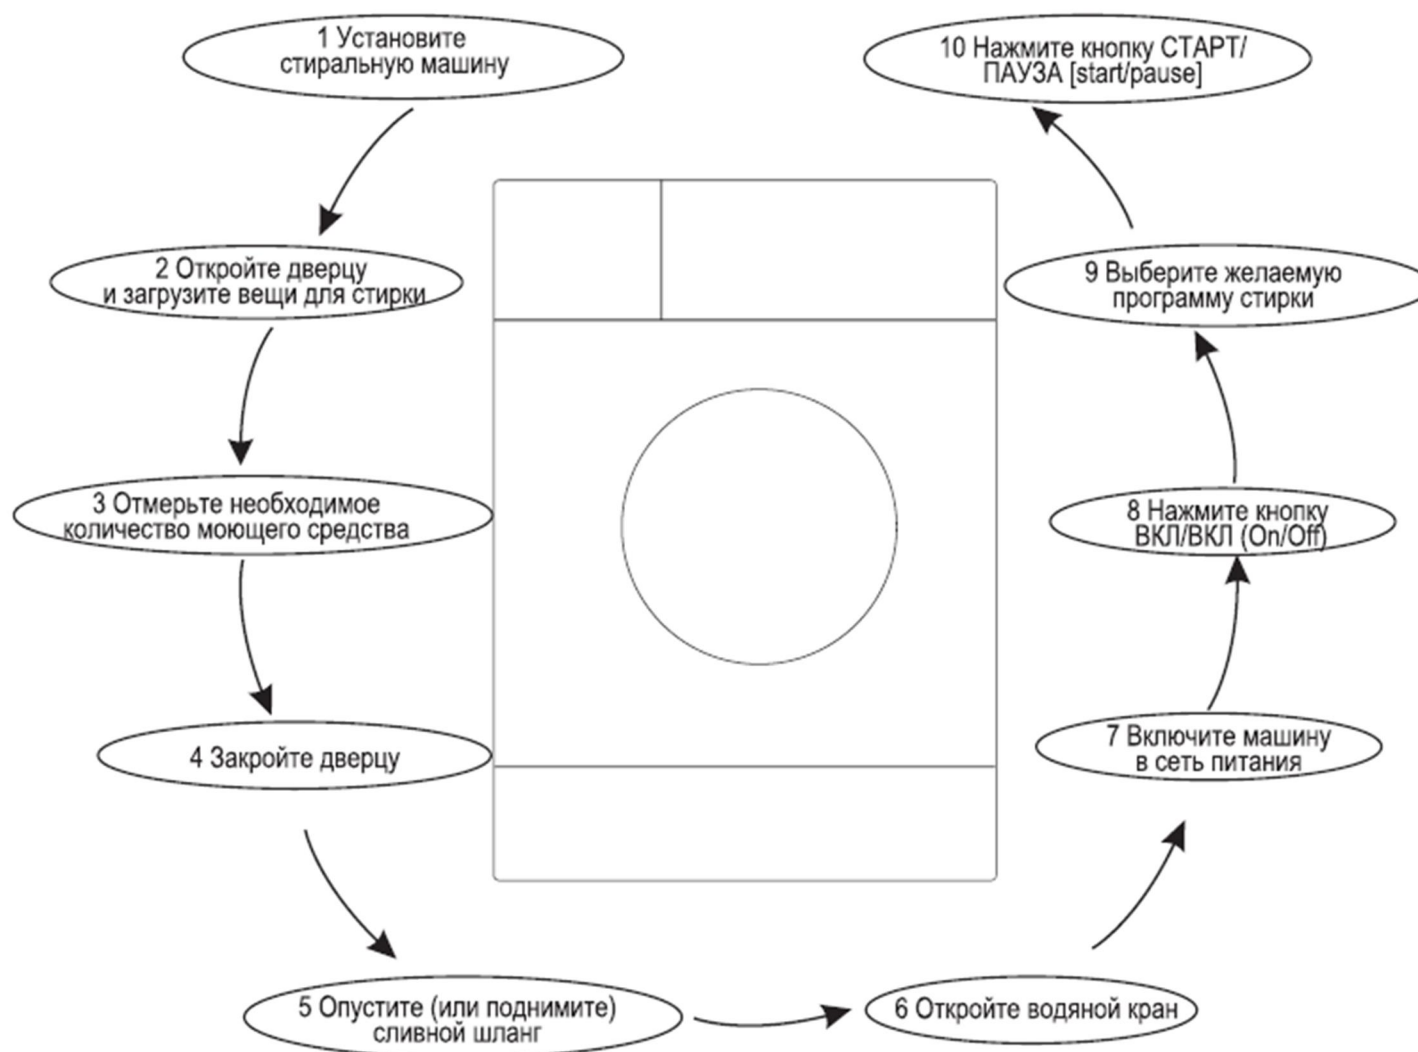 1 Установите
стиральную машину
2 Откройте дверцу
и загрузите вещи для стирки
3 Отмерьте необходимое
количество моющего средства
4 Закройте дверцу
5 Опустите (или поднимите)
сливной шланг
6 Откройте водяной кран
7 Включите машину
в сеть питания
8 Нажмите кнопку
ВКЛ/ВКЛ (On/Off)
9 Выберите желаемую
программу стирки
10 Нажмите кнопку СТАРТ/
ПАУЗА [start/pause]